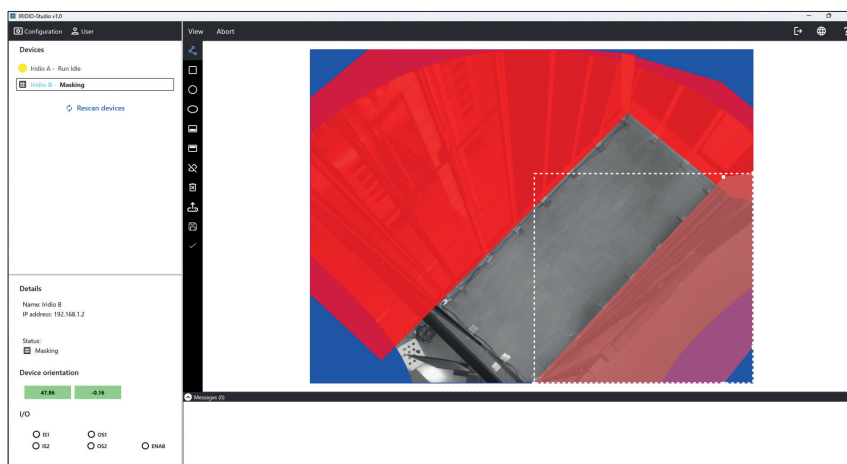 IRIDIO-Studio v1.0
Configuration User View Abort
Devices
Iridio A - Run Idle
Iridio B - Masking
Rescan devices
Details
Name: Iridio B
IP address: 192.168.1.2
Status:
Masking
Device orientation
47.86 -0.16
Messages (0)
I/O
IS1 OS1
IS2 OS2 ENAB